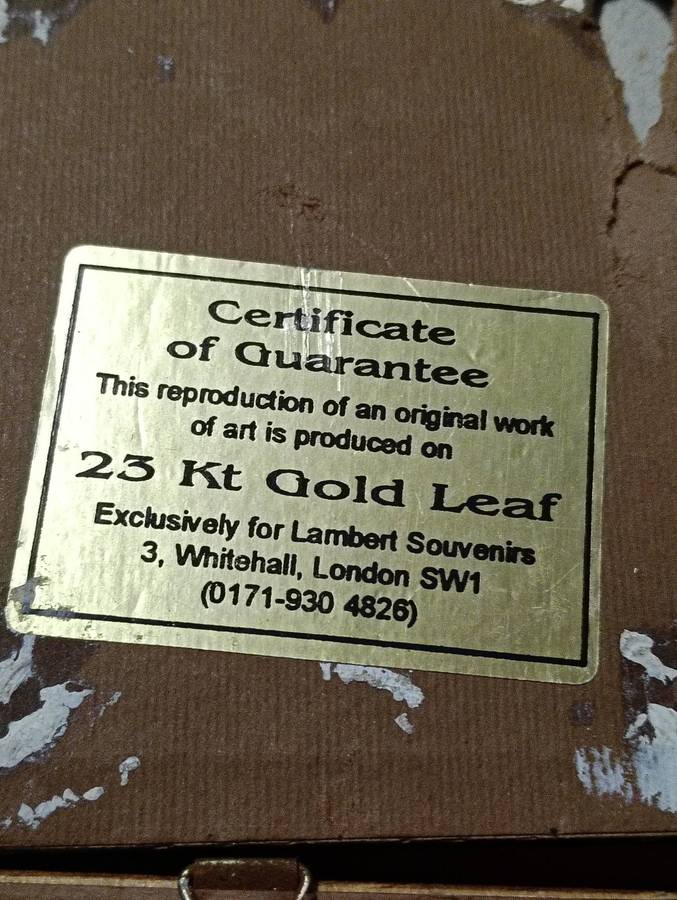 Certificate
of Guarantee
This reproduction of an original work
of art is produced on
23 Kt Gold Leaf
Exclusively for Lambert Souvenirs
3, Whitehall, London SW1
(0171-930 4826)